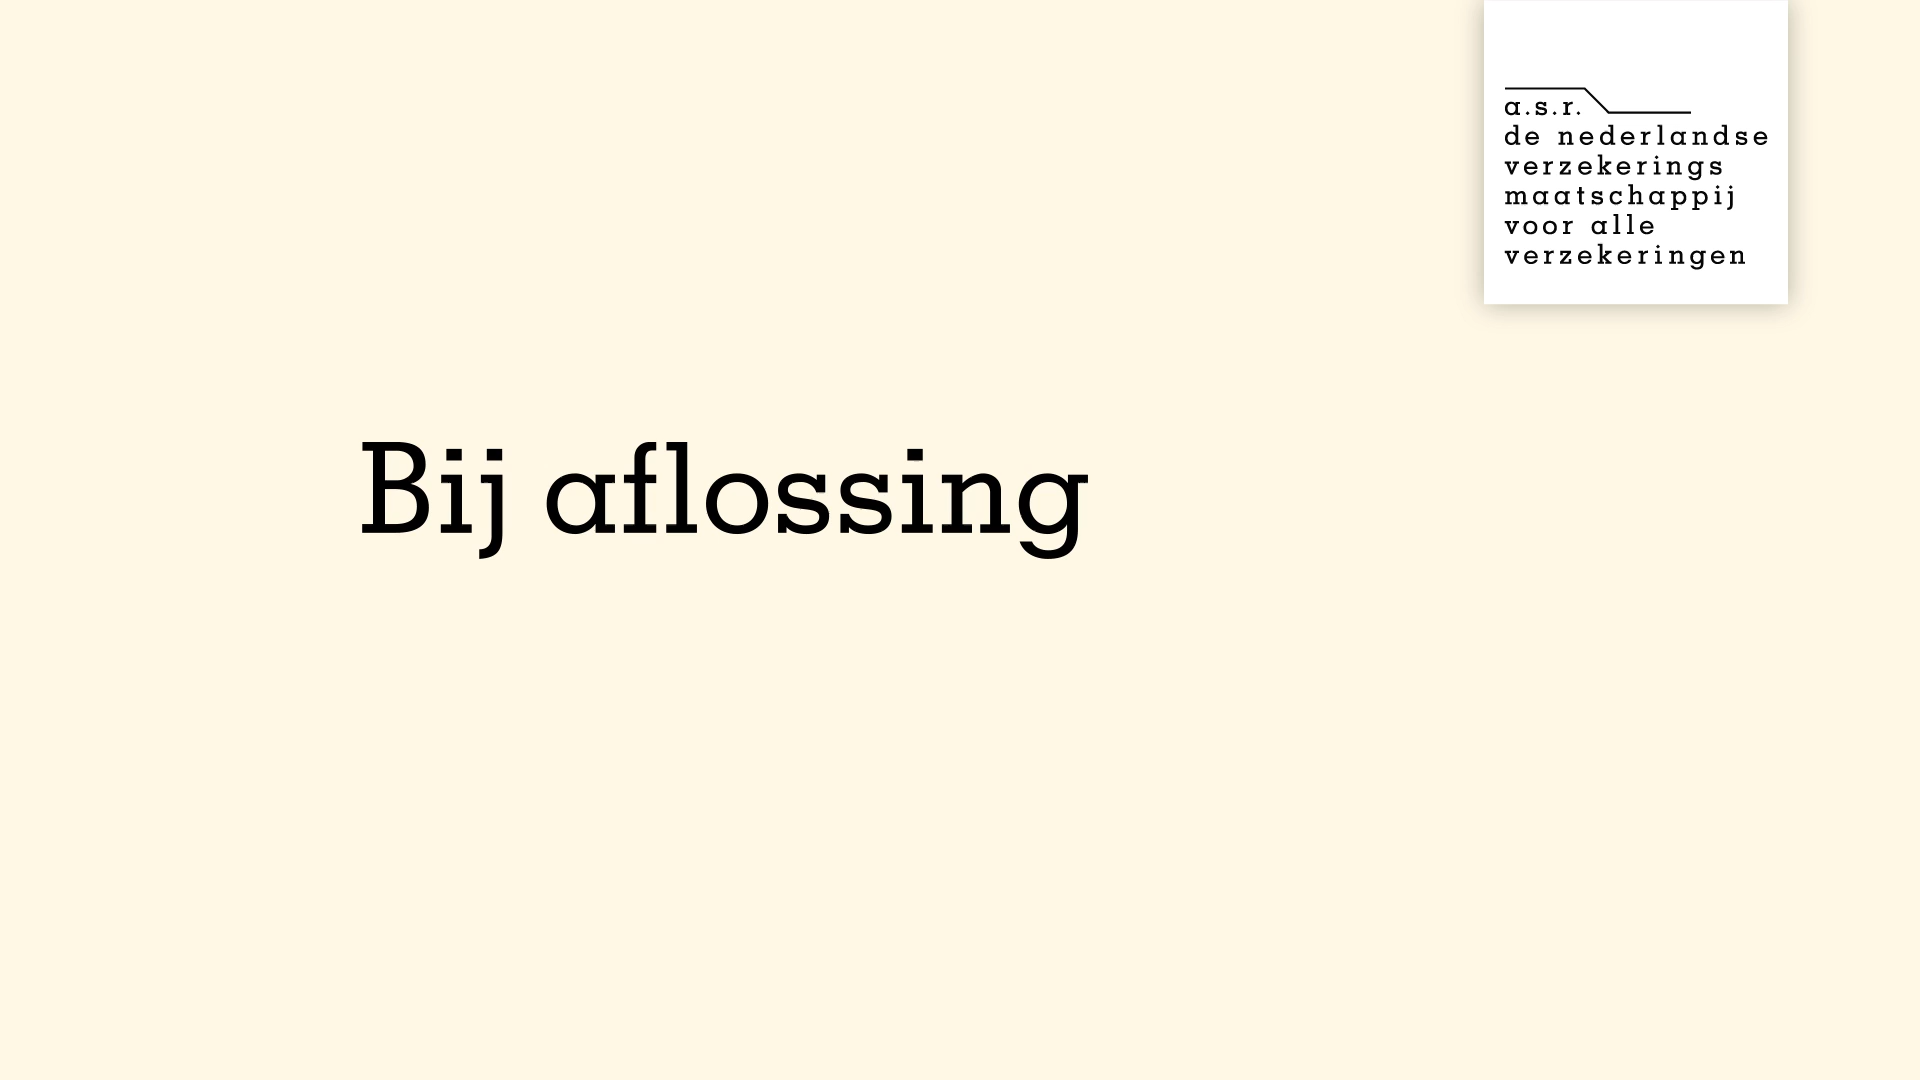 a.s.r.
de nederlandse
verzekerings
maatschappij
voor alle
verzekeringen
Bij aflossing